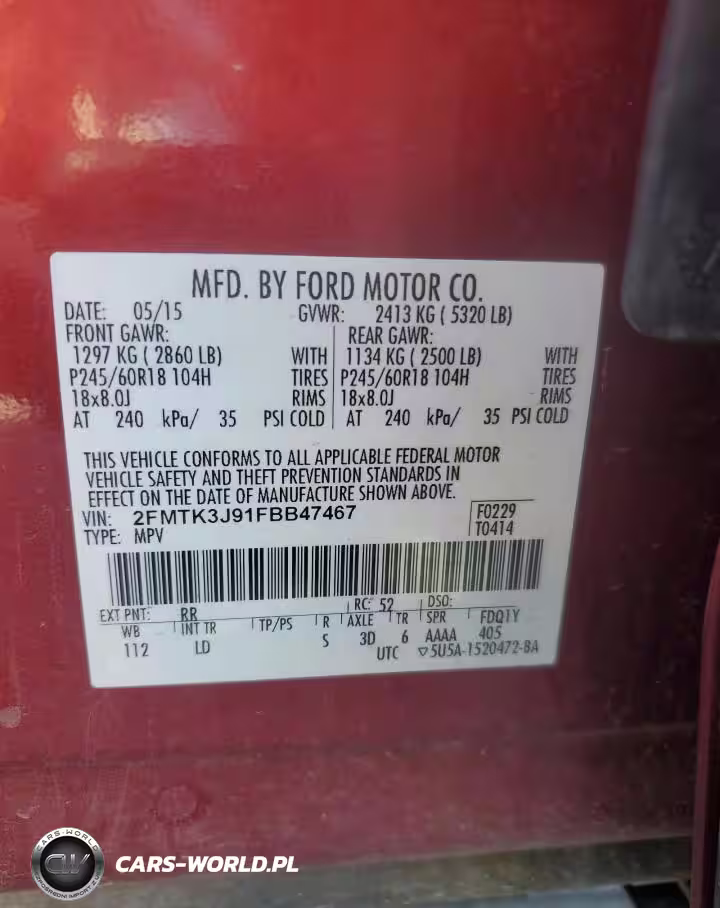 MFD. BY FORD MOTOR CO.
DATE: 05/15 GVWR: 2413 KG ( 5320 LB)
FRONT GAWR: REAR GAWR:
1297 KG ( 2860 LB) WITH 1134 KG ( 2500 LB) WITH
P245/60R18 104H TIRES P245/60R18 104H TIRES
18x8.0J RIMS 18x8.0J RIMS
AT 240 kPa/ 35 PSI COLD AT 240 kPa/ 35 PSI COLD
THIS VEHICLE CONFORMS TO ALL APPLICABLE FEDERAL MOTOR
VEHICLE SAFETY AND THEFT PREVENTION STANDARDS IN
EFFECT ON THE DATE OF MANUFACTURE SHOWN ABOVE.
VIN: 2FMTK3J91FBB47467 F0229
TYPE: MPV T0414
EXT PNT: RR RC: 52 DSO:
WB INT TR TP/PS R AXLE TR SPR FDQTY
112 LD S 3D 6 AAAA 405
UTC ▽5U5A-1520472-BA
CARS-WORLD
CW
CARS-WORLD.PL